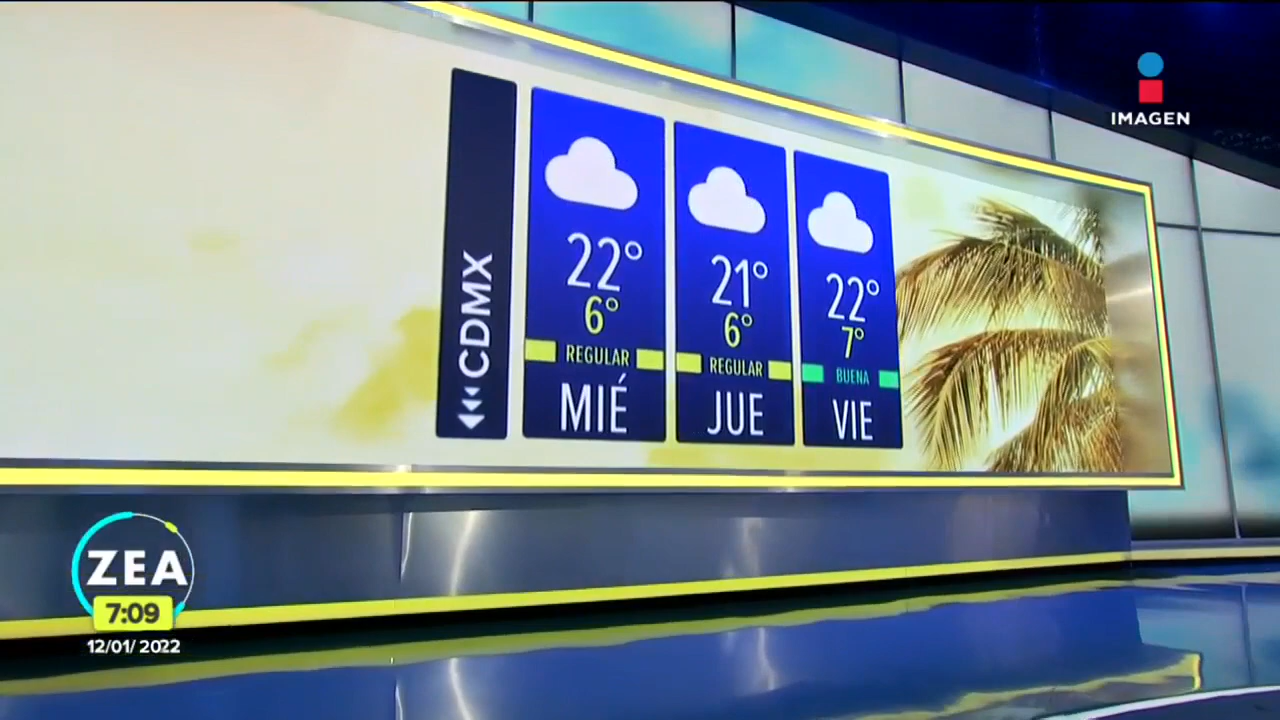 IMAGEN
CDMX
22°
6°
REGULAR
MIÉ
21°
6°
REGULAR
JUE
22°
7°
BUENA
VIE
ZEA
7:09
12/01/ 2022